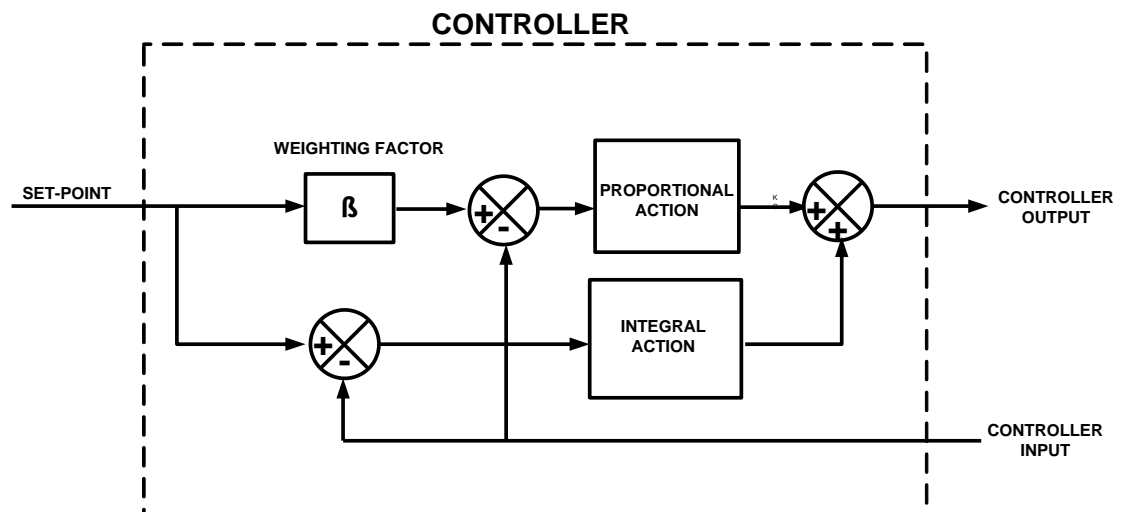 CONTROLLER
WEIGHTING FACTOR
SET-POINT
ß
+
-
PROPORTIONAL
ACTION
K
+
+
CONTROLLER
OUTPUT
+
-
INTEGRAL
ACTION
CONTROLLER
INPUT